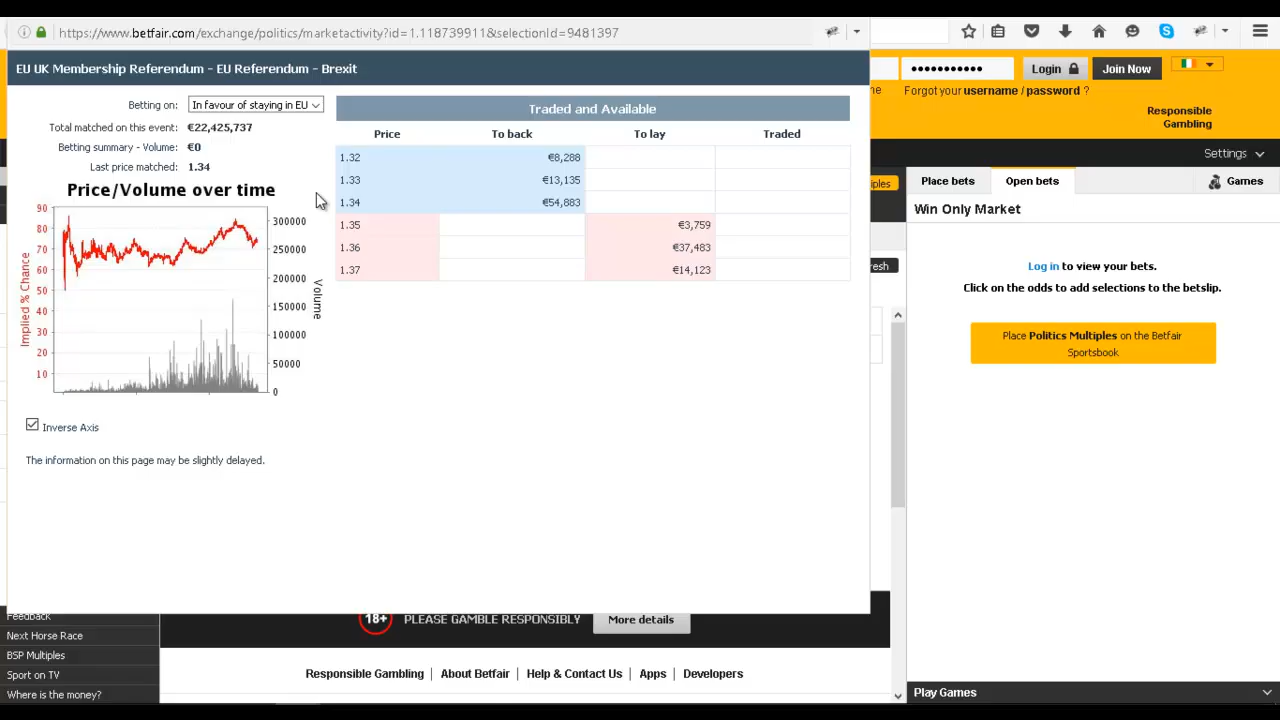 https://www.betfair.com/exchange/politics/marketactivity?id=1.118739911&selectionId=9481397
EU UK Membership Referendum - EU Referendum - Brexit
Betting on: In favour of staying in EU
Total matched on this event: €22,425,737
Betting summary - Volume: €0
Last price matched: 1.34
Price/Volume over time
90
80
70
60
50
40
30
20
10
Implied % Chance
300000
250000
200000
150000
100000
50000
0
Volume
Inverse Axis
The information on this page may be slightly delayed.
Traded and Available
Price To back To lay Traded
1.32 €8,288
1.33 €13,135
1.34 €54,883
1.35 €3,759
1.36 €37,483
1.37 €14,123
Login Join Now
Forgot your username / password ?
Responsible
Gambling
Settings
Place bets Open bets Games
Win Only Market
Log in to view your bets.
Click on the odds to add selections to the betslip.
Place Politics Multiples on the Betfair
Sportsbook
Feedback
Next Horse Race
BSP Multiples
Sport on TV
Where is the money?
18+ PLEASE GAMBLE RESPONSIBLY More details
Responsible Gambling About Betfair Help & Contact Us Apps Developers
Play Games